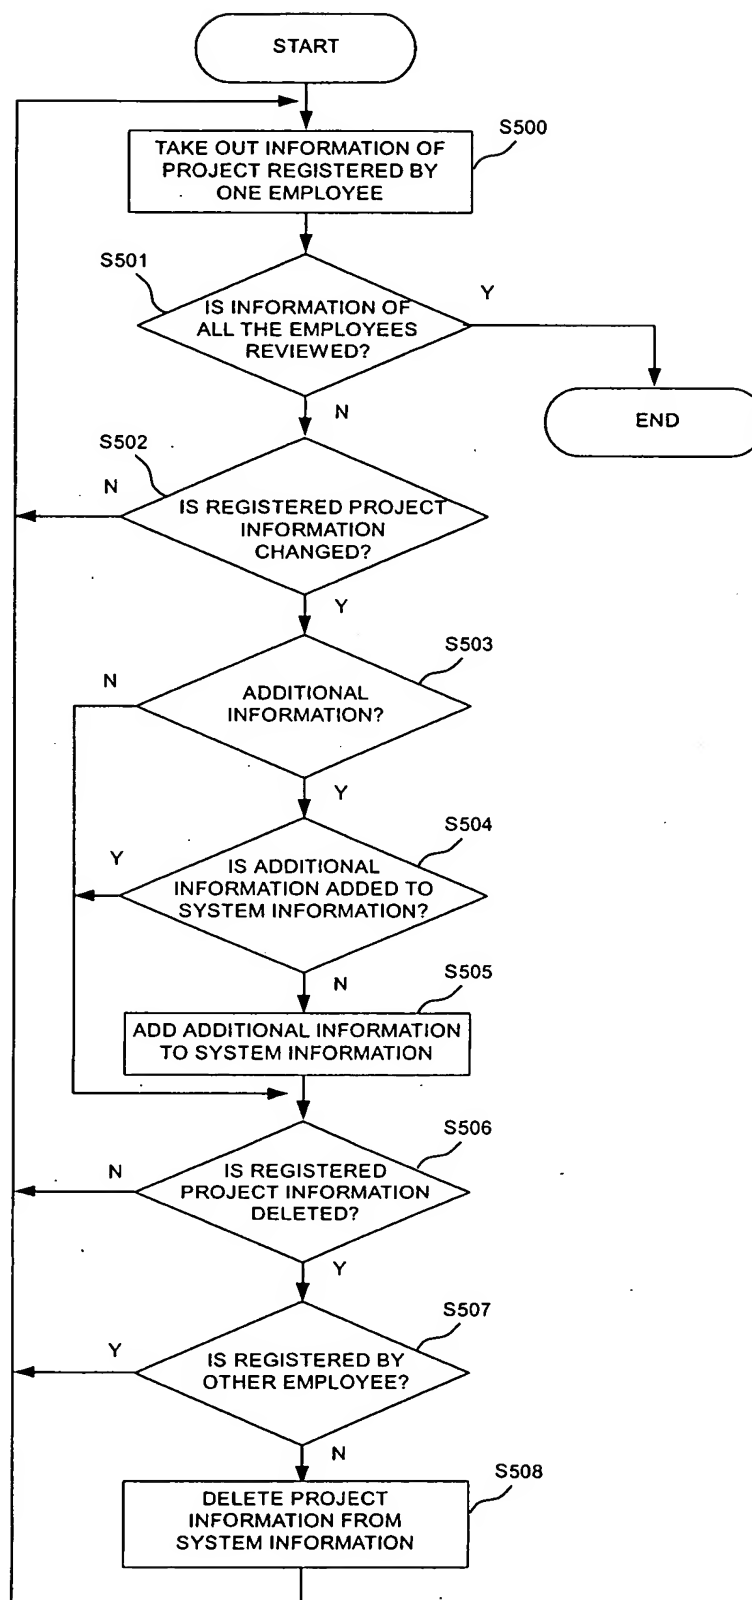 START
S500
TAKE OUT INFORMATION OF
PROJECT REGISTERED BY
ONE EMPLOYEE
S501
Y
IS INFORMATION OF
ALL THE EMPLOYEES
REVIEWED?
END
N
S502
N
IS REGISTERED PROJECT
INFORMATION
CHANGED?
Y
S503
N
ADDITIONAL
INFORMATION?
Y
S504
Y
IS ADDITIONAL
INFORMATION ADDED TO
SYSTEM INFORMATION?
N
S505
ADD ADDITIONAL INFORMATION
TO SYSTEM INFORMATION
S506
N
IS REGISTERED
PROJECT INFORMATION
DELETED?
Y
S507
Y
IS REGISTERED BY
OTHER EMPLOYEE?
N
S508
DELETE PROJECT
INFORMATION FROM
SYSTEM INFORMATION